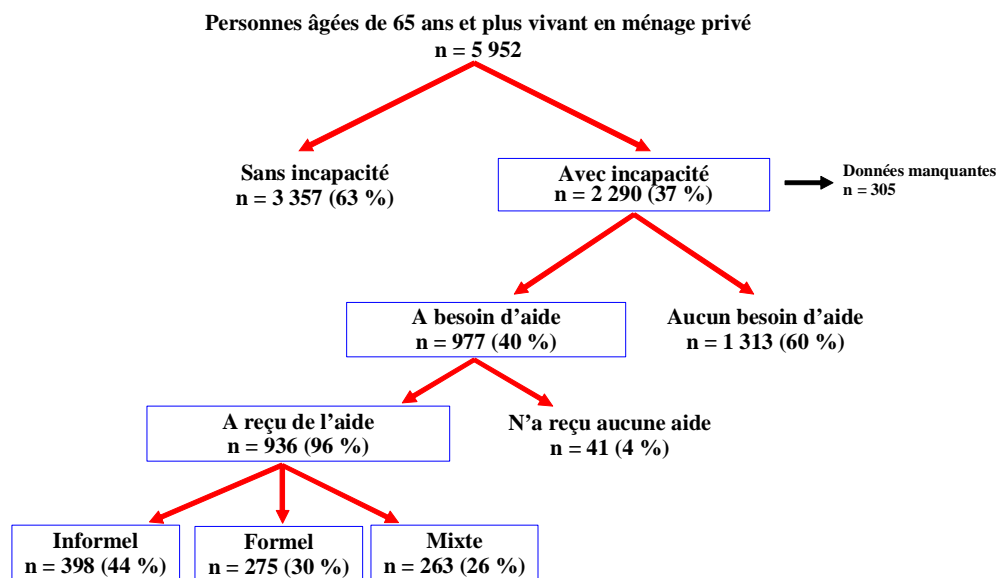 Personnes âgées de 65 ans et plus vivant en ménage privé
n = 5 952
Sans incapacité
n = 3 357 (63 %)
Avec incapacité
n = 2 290 (37 %)
Données manquantes
n = 305
A besoin d'aide
n = 977 (40 %)
Aucun besoin d'aide
n = 1 313 (60 %)
A reçu de l'aide
n = 936 (96 %)
N'a reçu aucune aide
n = 41 (4 %)
Informel
n = 398 (44 %)
Formel
n = 275 (30 %)
Mixte
n = 263 (26 %)